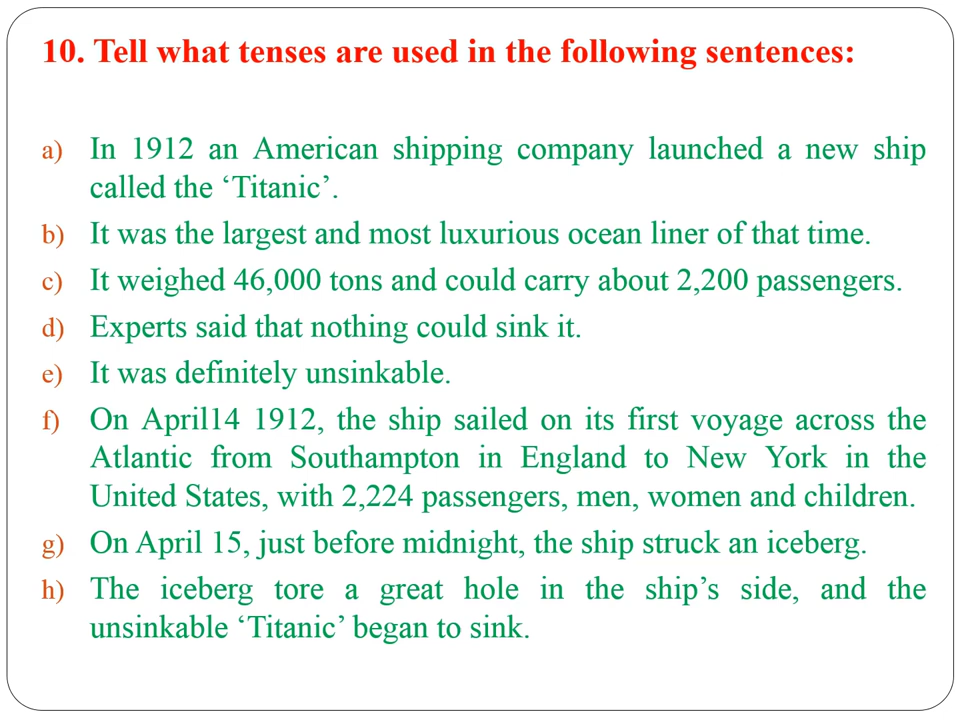 10. Tell what tenses are used in the following sentences:
a) In 1912 an American shipping company launched a new ship
called the ‘Titanic’.
b) It was the largest and most luxurious ocean liner of that time.
c) It weighed 46,000 tons and could carry about 2,200 passengers.
d) Experts said that nothing could sink it.
e) It was definitely unsinkable.
f) On April14 1912, the ship sailed on its first voyage across the
Atlantic from Southampton in England to New York in the
United States, with 2,224 passengers, men, women and children.
g) On April 15, just before midnight, the ship struck an iceberg.
h) The iceberg tore a great hole in the ship’s side, and the
unsinkable ‘Titanic’ began to sink.